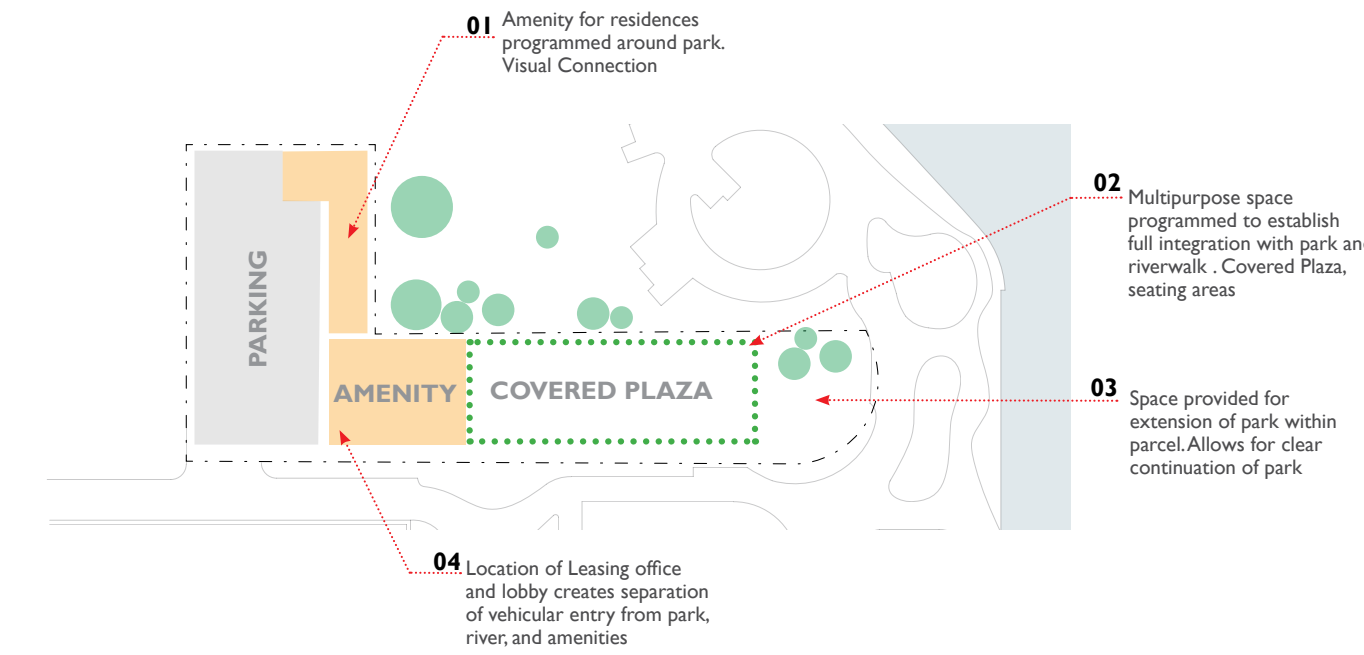 01
Amenity for residences
programmed around park.
Visual Connection
02
Multipurpose space
programmed to establish
full integration with park an
riverwalk . Covered Plaza,
seating areas
PARKING
AMENITY
COVERED PLAZA
03
Space provided for
extension of park within
parcel. Allows for clear
continuation of park
04
Location of Leasing office
and lobby creates separation
of vehicular entry from park,
river, and amenities